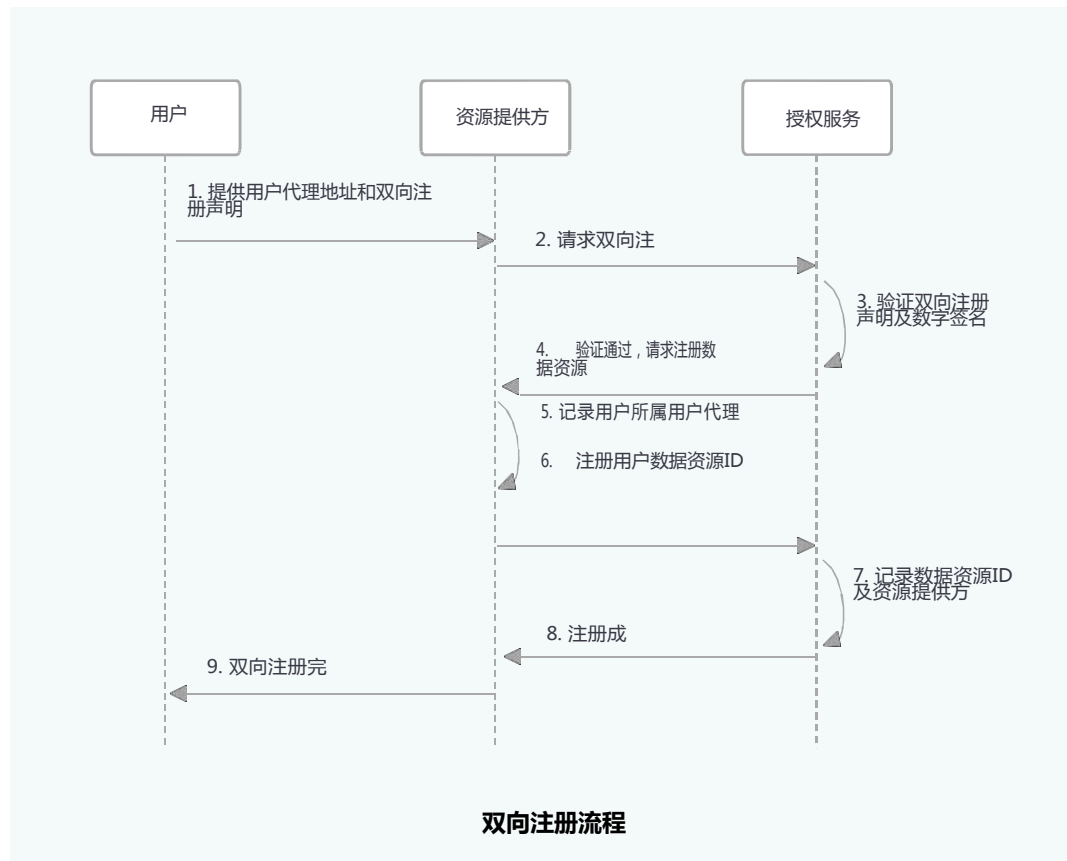 用户
资源提供方
授权服务
1. 提供用户代理地址和双向注
册声明
2. 请求双向注
3. 验证双向注册
声明及数字签名
4. 验证通过，请求注册数
据资源
5. 记录用户所属用户代理
6. 注册用户数据资源ID
7. 记录数据资源ID
及资源提供方
8. 注册成
9. 双向注册完
双向注册流程